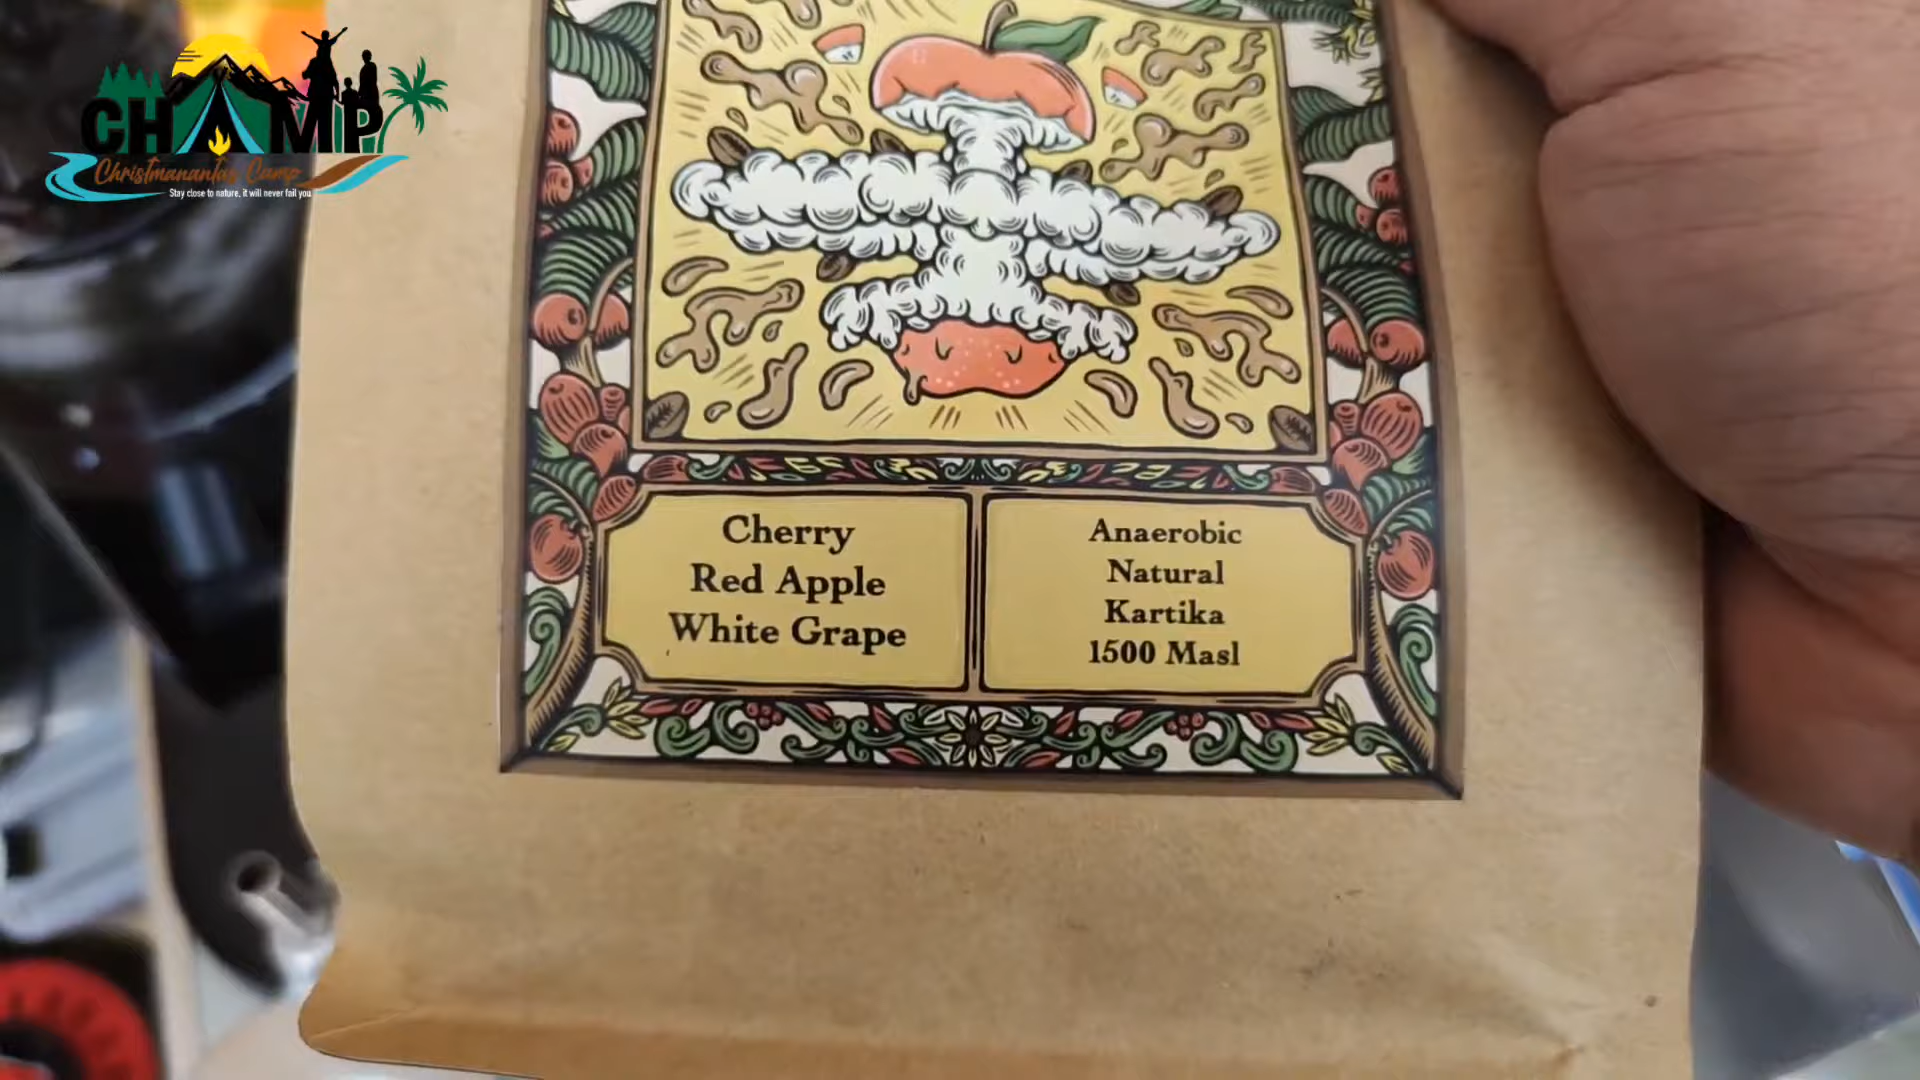 CHAMP
Christmananta's Camp
Stay close to nature, it will never fail you
Cherry
Red Apple
White Grape
Anaerobic
Natural
Kartika
1500 Masl